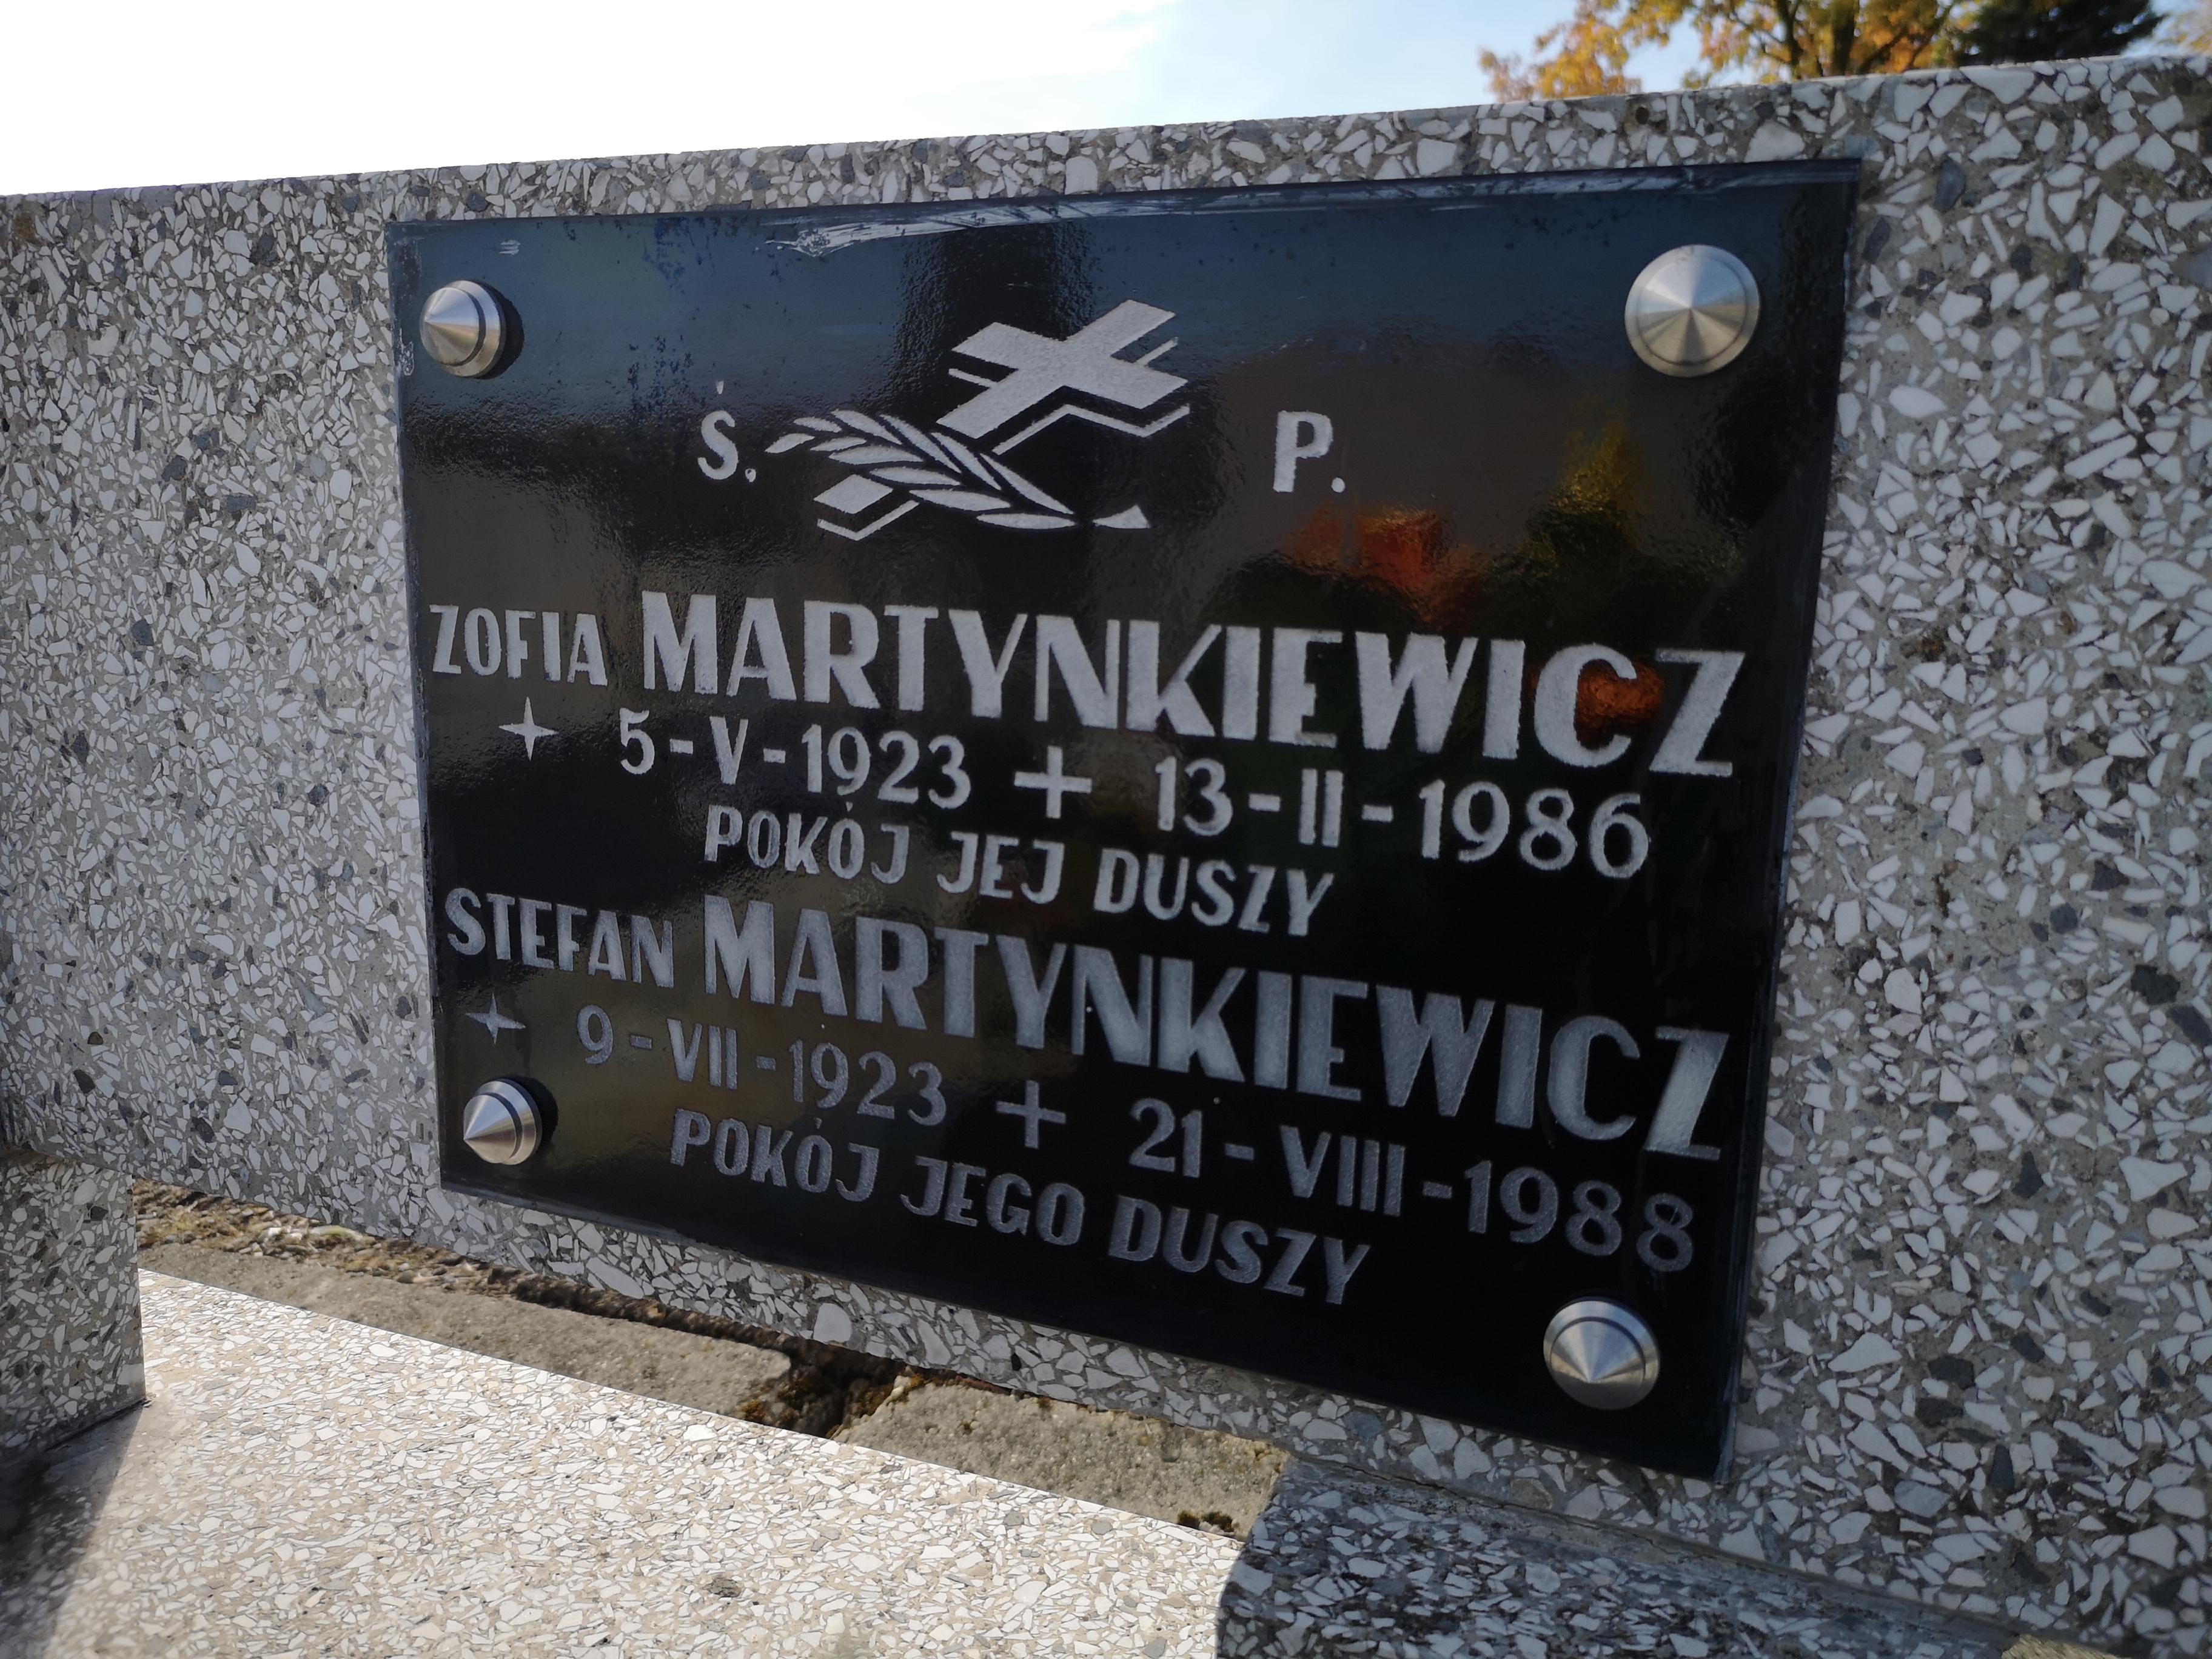 Ś. P.
ZOFIA MARTYNKIEWICZ
5-V-1923 + 13-II-1986
POKÓJ JEJ DUSZY
STEFAN MARTYNKIEWICZ
9-VII-1923 + 21-VIII-1988
POKÓJ JEGO DUSZY